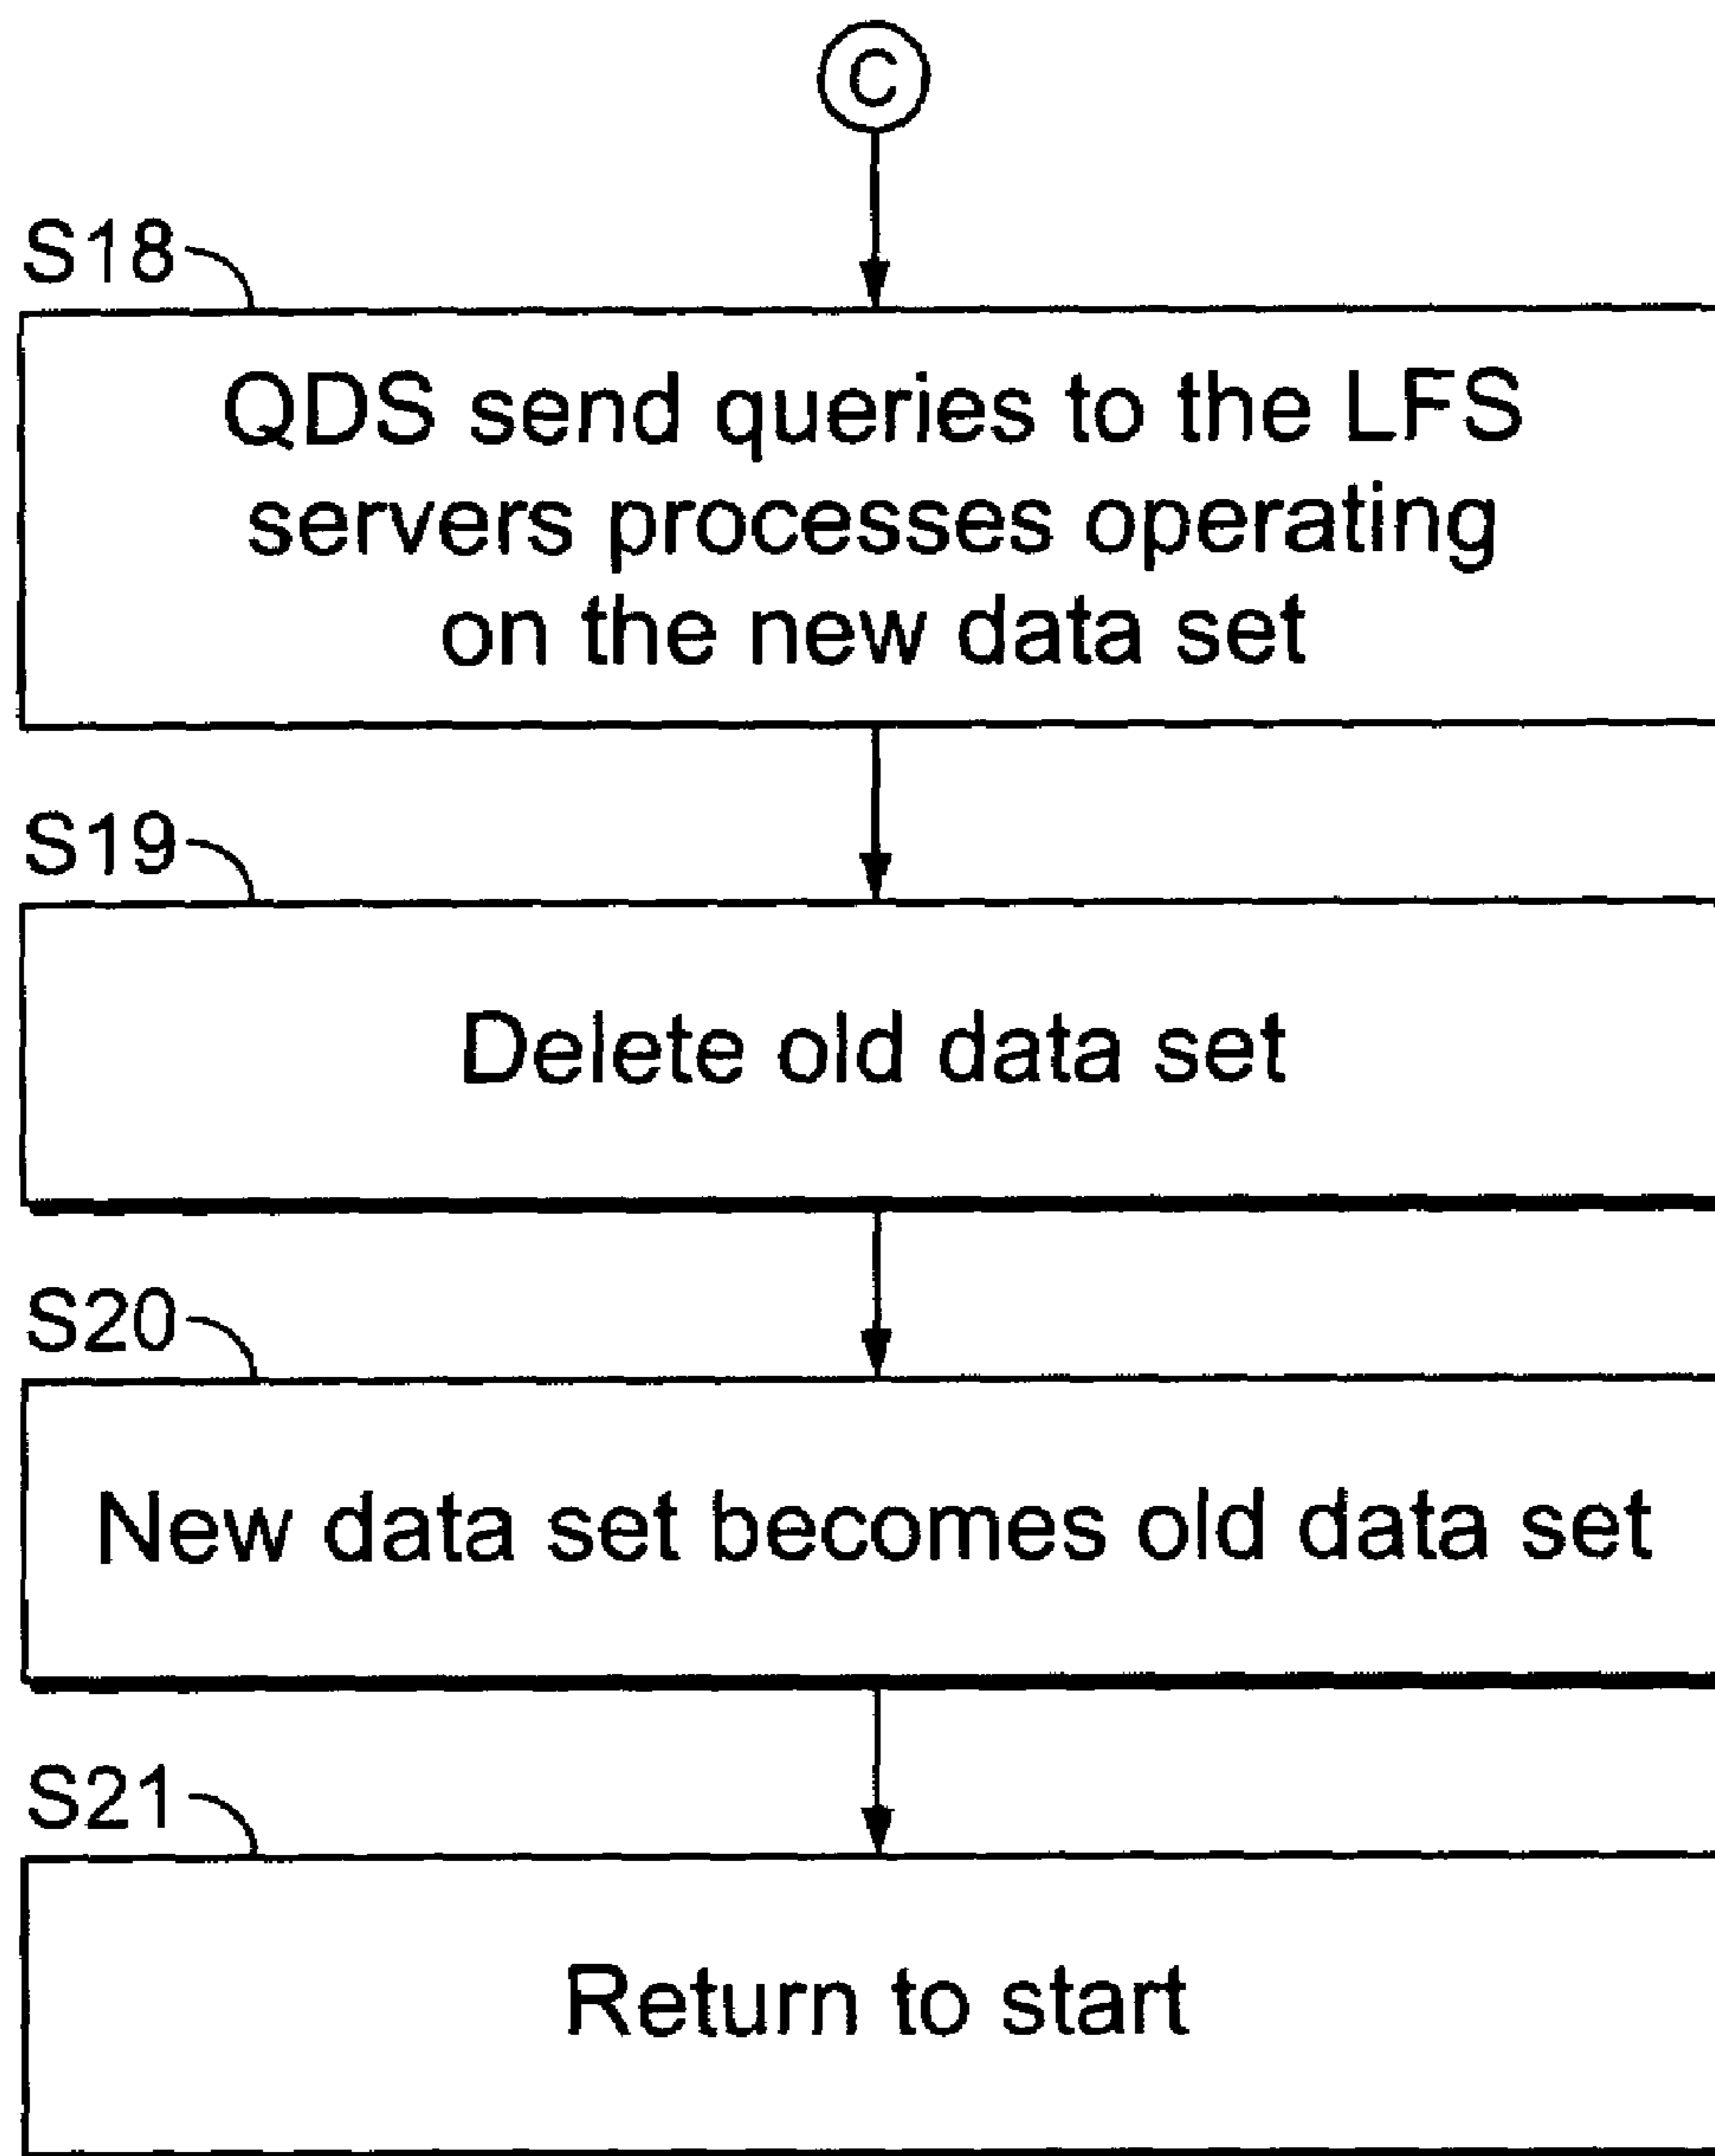 C
S18
QDS send queries to the LFS
servers processes operating
on the new data set
S19
Delete old data set
S20
New data set becomes old data set
S21
Return to start